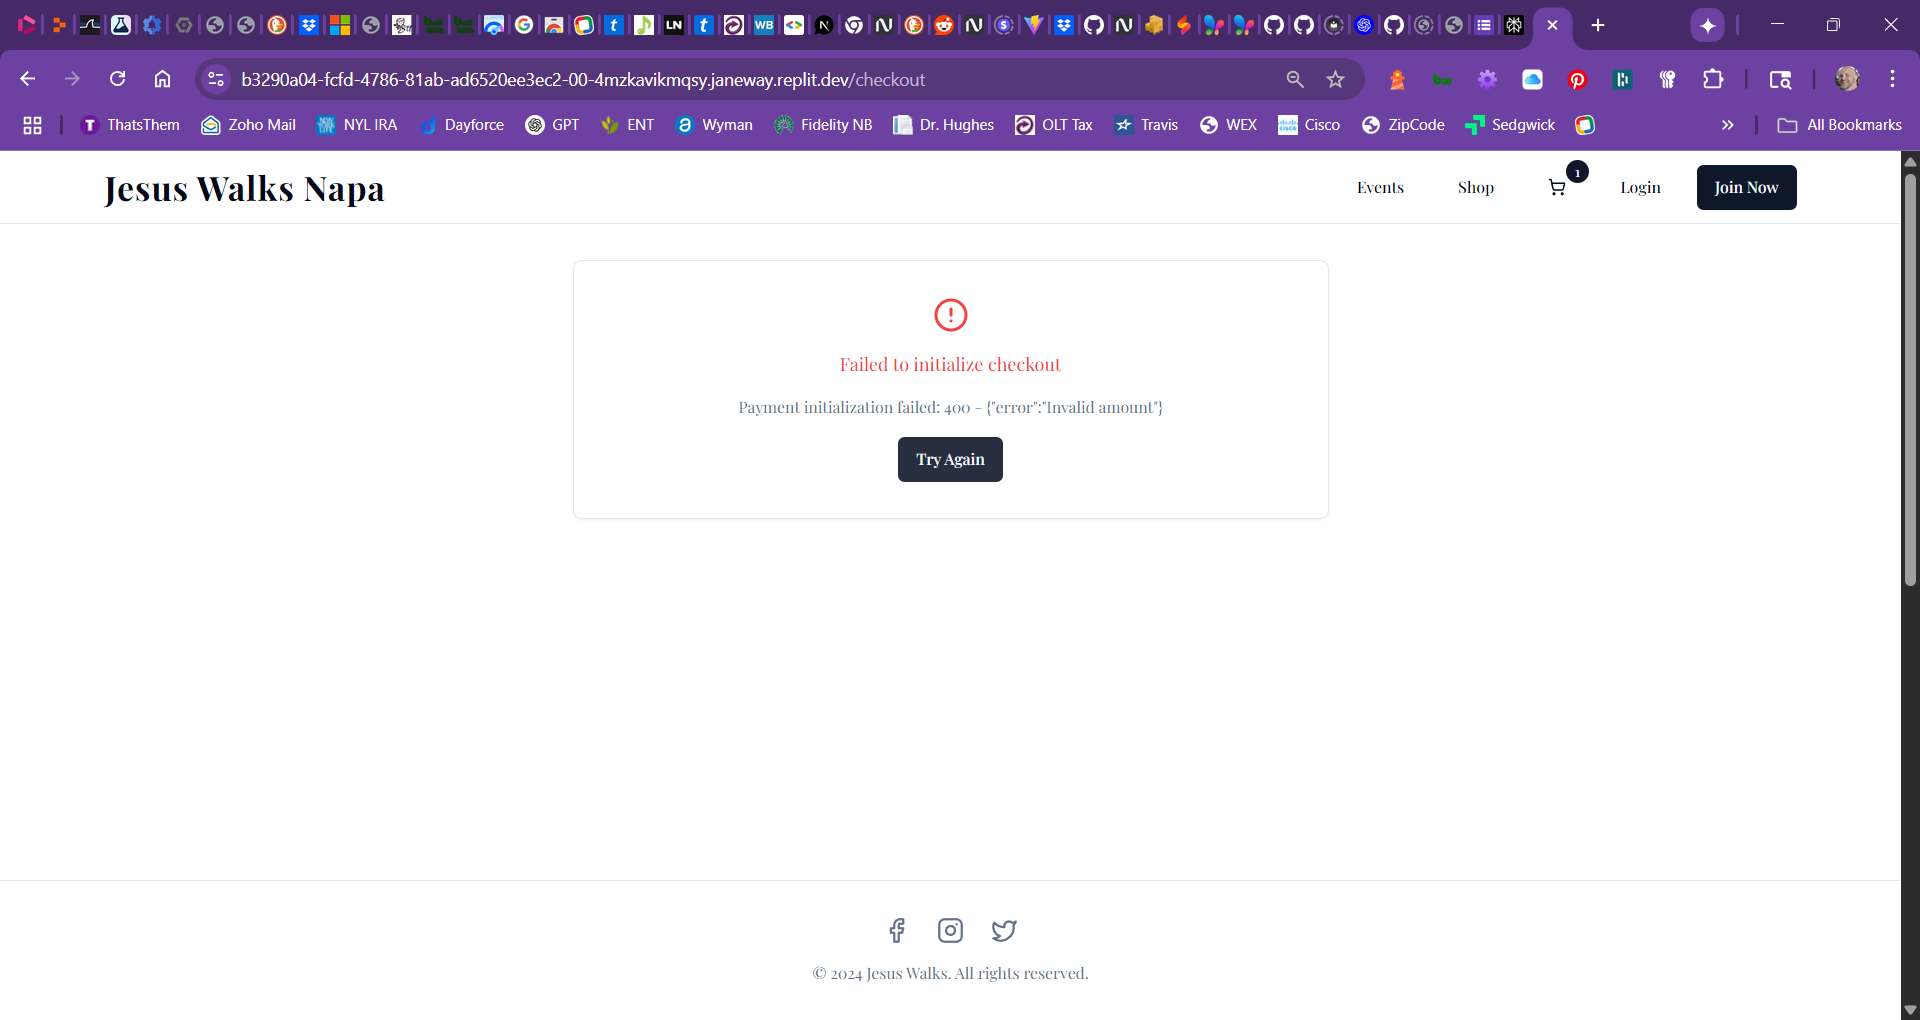 b3290a04-fcfd-4786-81ab-ad6520ee3ec2-00-4mzkavikmqsy.janeway.replit.dev/checkout
ThatsThem Zoho Mail NYL IRA Dayforce GPT ENT Wyman Fidelity NB Dr. Hughes OLT Tax Travis WEX Cisco ZipCode Sedgwick » All Bookmarks
Jesus Walks Napa
Events Shop 1 Login Join Now
Failed to initialize checkout
Payment initialization failed: 400 - {"error":"Invalid amount"}
Try Again
© 2024 Jesus Walks. All rights reserved.